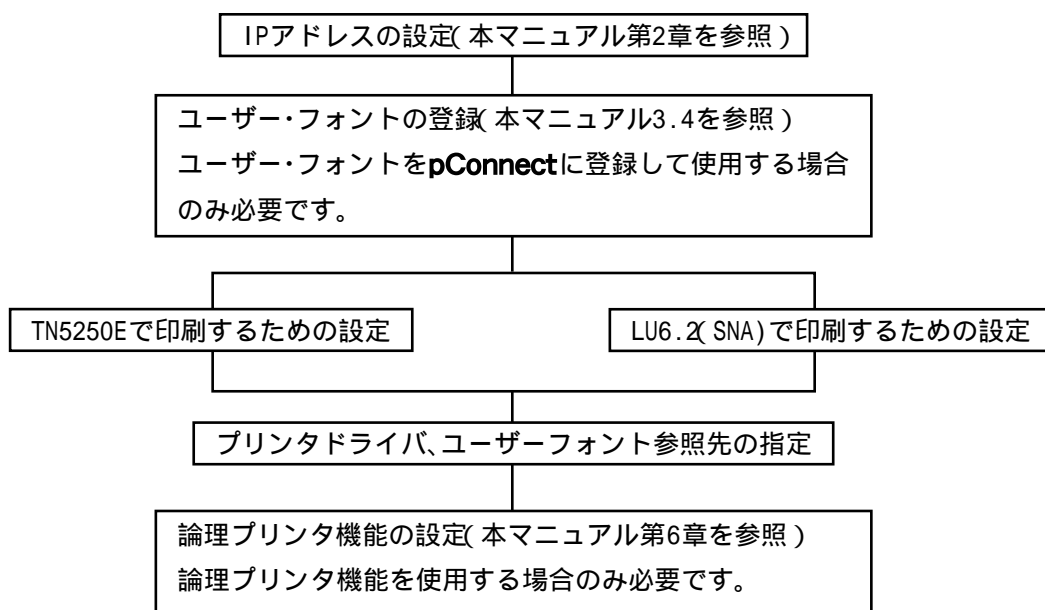 IPアドレスの設定(本マニュアル第2章を参照)
ユーザー・フォントの登録(本マニュアル3.4を参照)
ユーザー・フォントをpConnectに登録して使用する場合
のみ必要です。
TN5250Eで印刷するための設定
LU6.2(SNA)で印刷するための設定
プリンタドライバ、ユーザーフォント参照先の指定
論理プリンタ機能の設定(本マニュアル第6章を参照)
論理プリンタ機能を使用する場合のみ必要です。